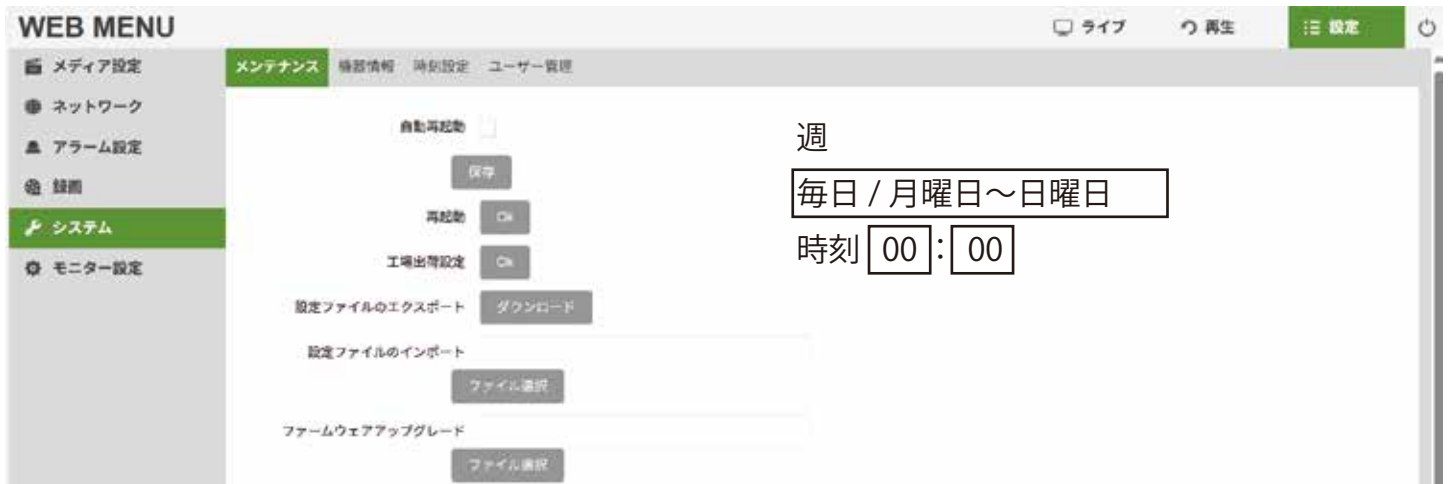 WEB MENU
ライブ 再生 設定
メディア設定
ネットワーク
アラーム設定
録画
システム
モニター設定
メンテナンス 機器情報 時刻設定 ユーザー管理
自動再起動
保存
再起動 Ok
工場出荷設定 Ok
設定ファイルのエクスポート ダウンロード
設定ファイルのインポート
ファイル選択
ファームウェアアップグレード
ファイル選択
週
毎日 / 月曜日～日曜日
時刻 00 : 00